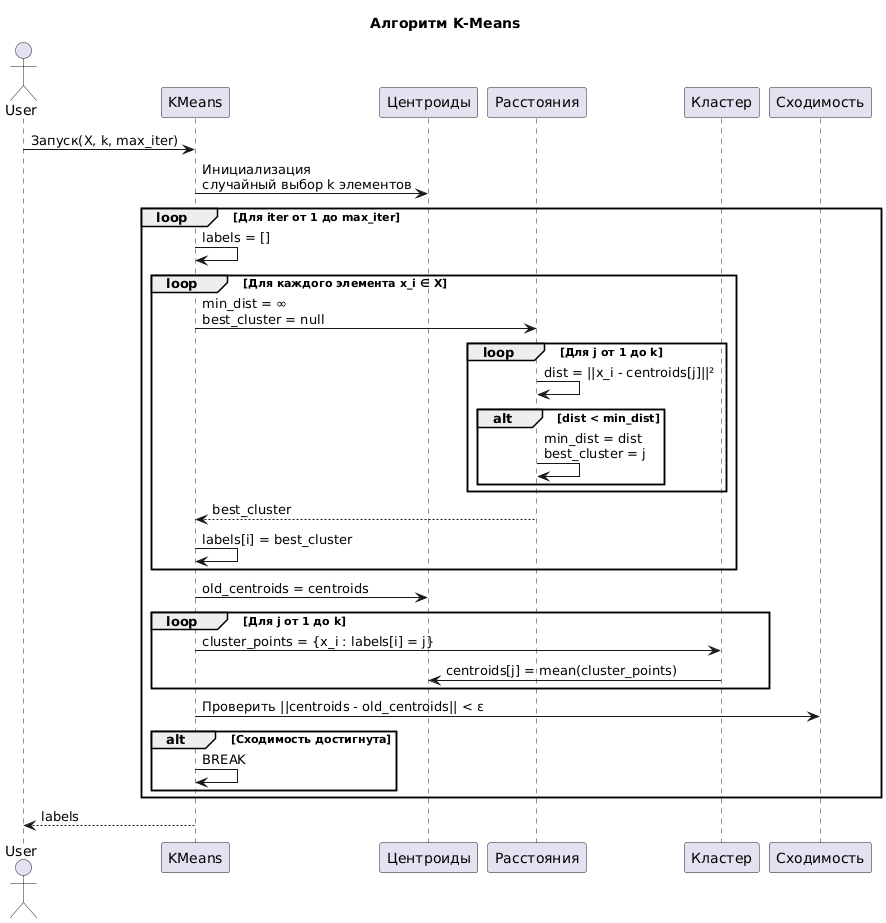 Алгоритм K-Means
User
KMeans
Центроиды
Расстояния
Кластер
Сходимость
Запуск(X, k, max_iter)
Инициализация
случайный выбор k элементов
loop [Для iter от 1 до max_iter]
labels = []
loop [Для каждого элемента x_i ∈ X]
min_dist = ∞
best_cluster = null
loop [Для j от 1 до k]
dist = ||x_i - centroids[j]||²
alt [dist < min_dist]
min_dist = dist
best_cluster = j
best_cluster
labels[i] = best_cluster
old_centroids = centroids
loop [Для j от 1 до k]
cluster_points = {x_i : labels[i] = j}
centroids[j] = mean(cluster_points)
Проверить ||centroids - old_centroids|| < ε
alt [Сходимость достигнута]
BREAK
labels
User
KMeans
Центроиды
Расстояния
Кластер
Сходимость